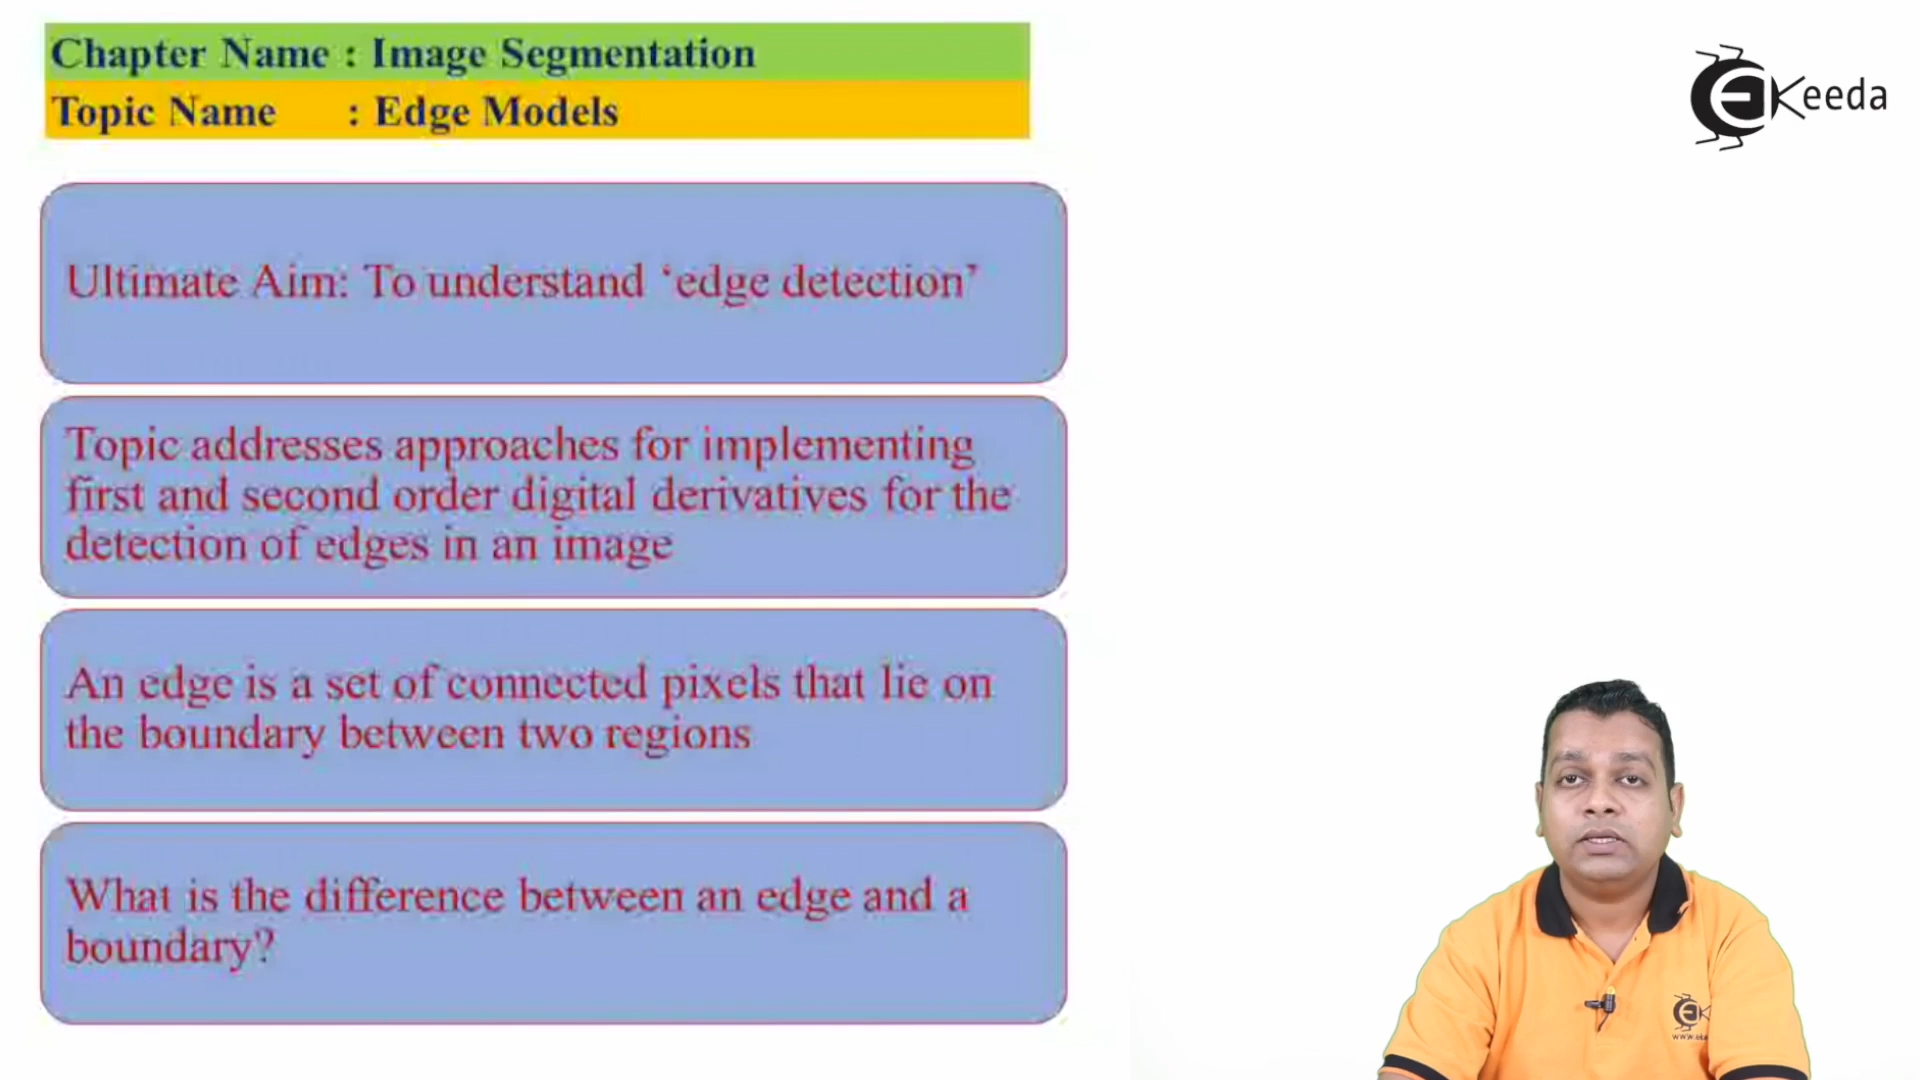 Chapter Name : Image Segmentation
Topic Name : Edge Models
EKeeda
Ultimate Aim: To understand ‘edge detection’
Topic addresses approaches for implementing
first and second order digital derivatives for the
detection of edges in an image
An edge is a set of connected pixels that lie on
the boundary between two regions
What is the difference between an edge and a
boundary?